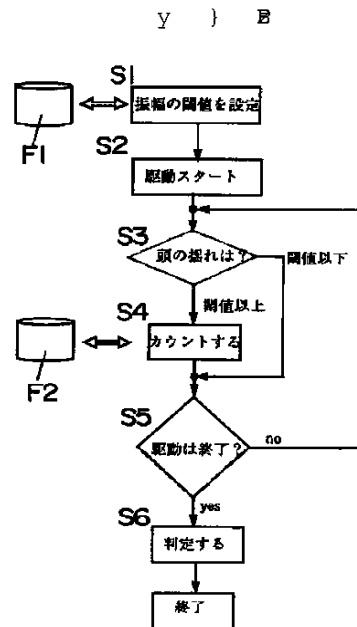 y } B
S1
振幅の閾値を設定
F1
S2
駆動スタート
S3
頭の揺れは?
閾値以下
閾値以上
S4
カウントする
F2
S5
駆動は終了?
no
yes
S6
判定する
終了